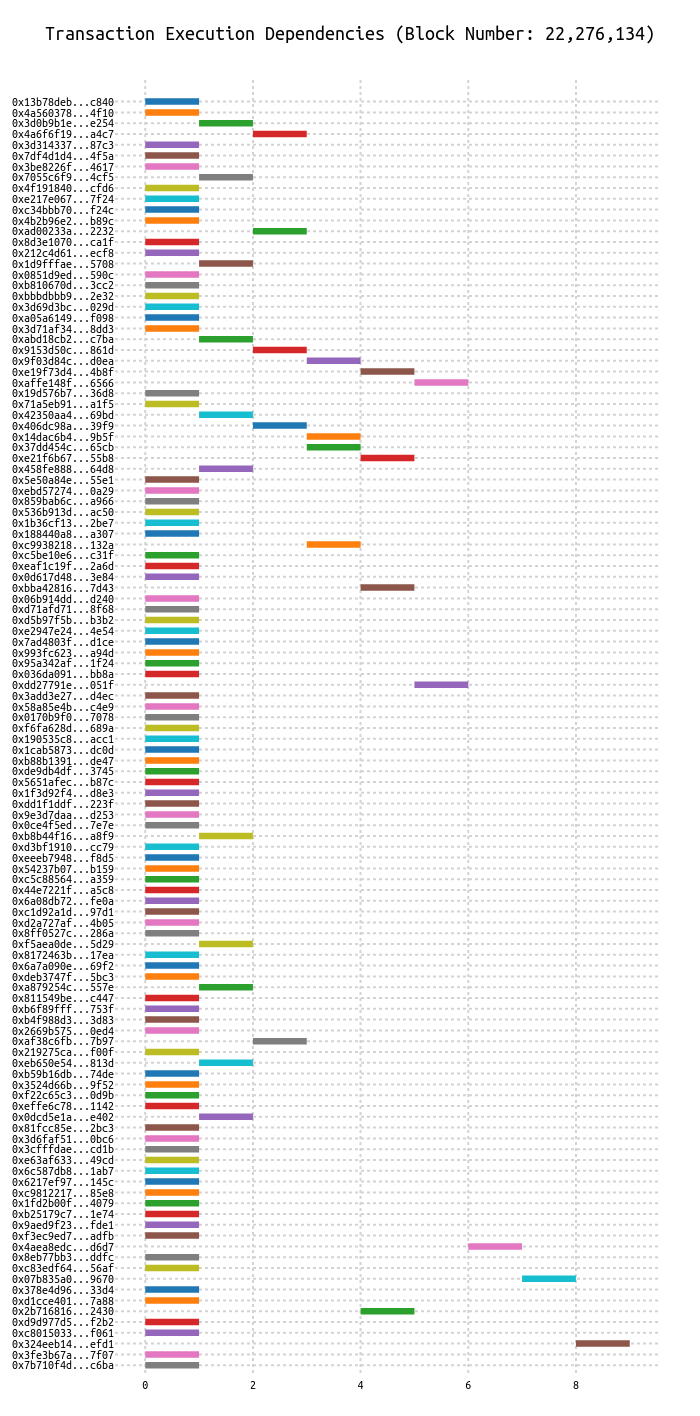 Transaction Execution Dependencies (Block Number: 22,276,134)
0x13b78deb...c840
0x4a560378...4f10
0x3d0b9b1e...e254
0x4a6f6f19...a4c7
0x3d314337...87c3
0x7df4d1d4...4f5a
0x3be8226f...4617
0x7055c6f9...4cf5
0x4f191840...cfd6
0xe217e067...7f24
0xc34bbb70...f24c
0x4b2b96e2...b89c
0xad00233a...2232
0x8d3e1070...ca1f
0x212c4d61...ecf8
0x1d9fffae...5708
0x0851d9ed...590c
0xb810670d...3cc2
0xbbbdbbb9...2e32
0x3d69d3bc...029d
0xa05a6149...f098
0x3d71af34...8dd3
0xabd18cb2...c7ba
0x9153d50c...861d
0x9f03d84c...d0ea
0xe19f73d4...4b8f
0xaffe148f...6566
0x19d576b7...36d8
0x71a5eb91...a1f5
0x42350aa4...69bd
0x406dc98a...39f9
0x14dac6b4...9b5f
0x37dd454c...65cb
0xe21f6b67...55b8
0x458fe888...64d8
0x5e50a84e...55e1
0xebd57274...0a29
0x859bab6c...a966
0x536b913d...ac50
0x1b36cf13...2be7
0x188440a8...a307
0xc9938218...132a
0xc5be10e6...c31f
0xeaf1c19f...2a6d
0x0d617d48...3e84
0xbba42816...7d43
0x06b914dd...d240
0xd71afd71...8f68
0xd5b97f5b...b3b2
0xe2947e24...4e54
0x7ad4803f...d1ce
0x993fc623...a94d
0x95a342af...1f24
0x036da091...bb8a
0xdd27791e...051f
0x3add3e27...d4ec
0x58a85e4b...c4e9
0x0170b9f0...7078
0xf6fa628d...689a
0x190535c8...acc1
0x1cab5873...dc0d
0xb88b1391...de47
0xde9db4df...3745
0x5651afec...b87c
0x1f3d92f4...d8e3
0xdd1f1ddf...223f
0x9e3d7daa...d253
0x0ce4f5ed...7e7e
0xb8b44f16...a8f9
0xd3bf1910...cc79
0xeeeb7948...f8d5
0x54237b07...b159
0xc5c88564...a359
0x44e7221f...a5c8
0x6a08db72...fe0a
0xc1d92a1d...97d1
0xd2a727af...4b05
0x8ff0527c...286a
0xf5aea0de...5d29
0x8172463b...17ea
0x6a7a090e...69f2
0xdeb3747f...5bc3
0xa879254c...557e
0x811549be...c447
0xb6f89fff...753f
0xb4f988d3...3d83
0x2669b575...0ed4
0xaf38c6fb...7b97
0x219275ca...f00f
0xeb650e54...813d
0xb59b16db...74de
0x3524d66b...9f52
0xf22c65c3...0d9b
0xeffe6c78...1142
0x0dcd5e1a...e402
0x81fcc85e...2bc3
0x3d6faf51...0bc6
0x3cfffdae...cd1b
0xe63af633...49cd
0x6c587db8...1ab7
0x6217ef97...145c
0xc9812217...85e8
0x1fd2b00f...4079
0xb25179c7...1e74
0x9aed9f23...fde1
0xf3ec9ed7...adfb
0x4aea8edc...d6d7
0x8eb77bb3...ddfc
0xc83edf64...56af
0x07b835a0...9670
0x378e4d96...33d4
0xd1cce401...7a88
0x2b716816...2430
0xd9d977d5...f2b2
0xc8015033...f061
0x324eeb14...efd1
0x3fe3b67a...7f07
0x7b710f4d...c6ba
0 2 4 6 8